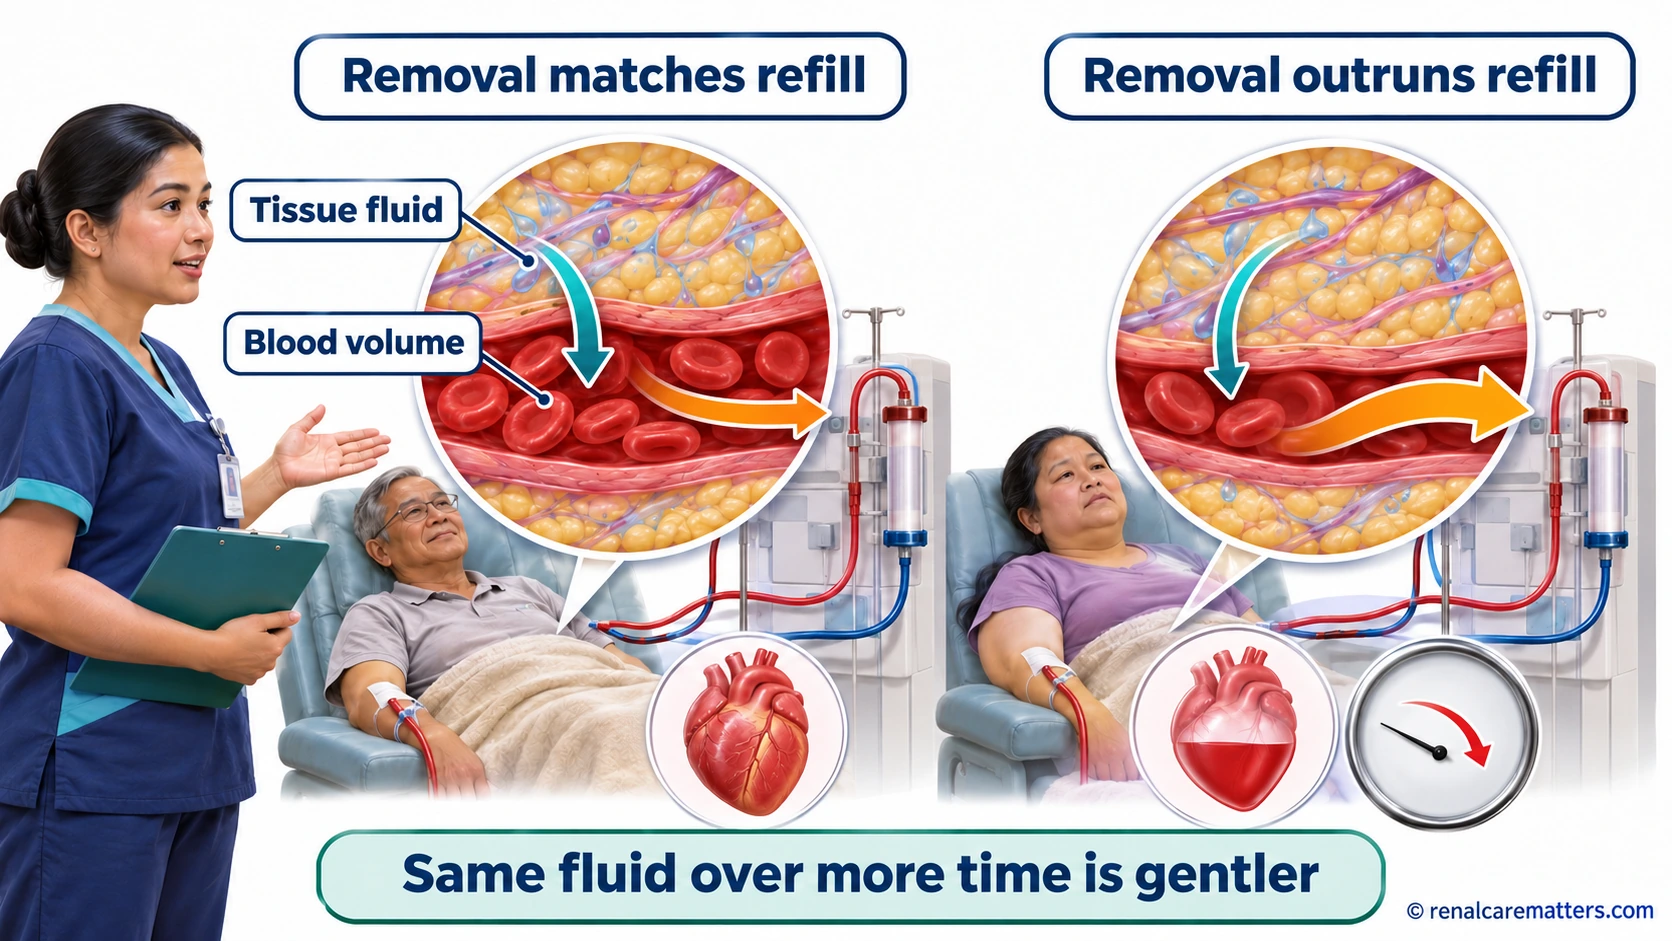 Removal matches refill
Removal outruns refill
Tissue fluid
Blood volume
Same fluid over more time is gentler
© renalcarematters.com